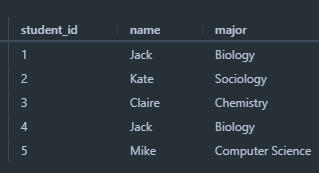 student_id name major
1 Jack Biology
2 Kate Sociology
3 Claire Chemistry
4 Jack Biology
5 Mike Computer Science